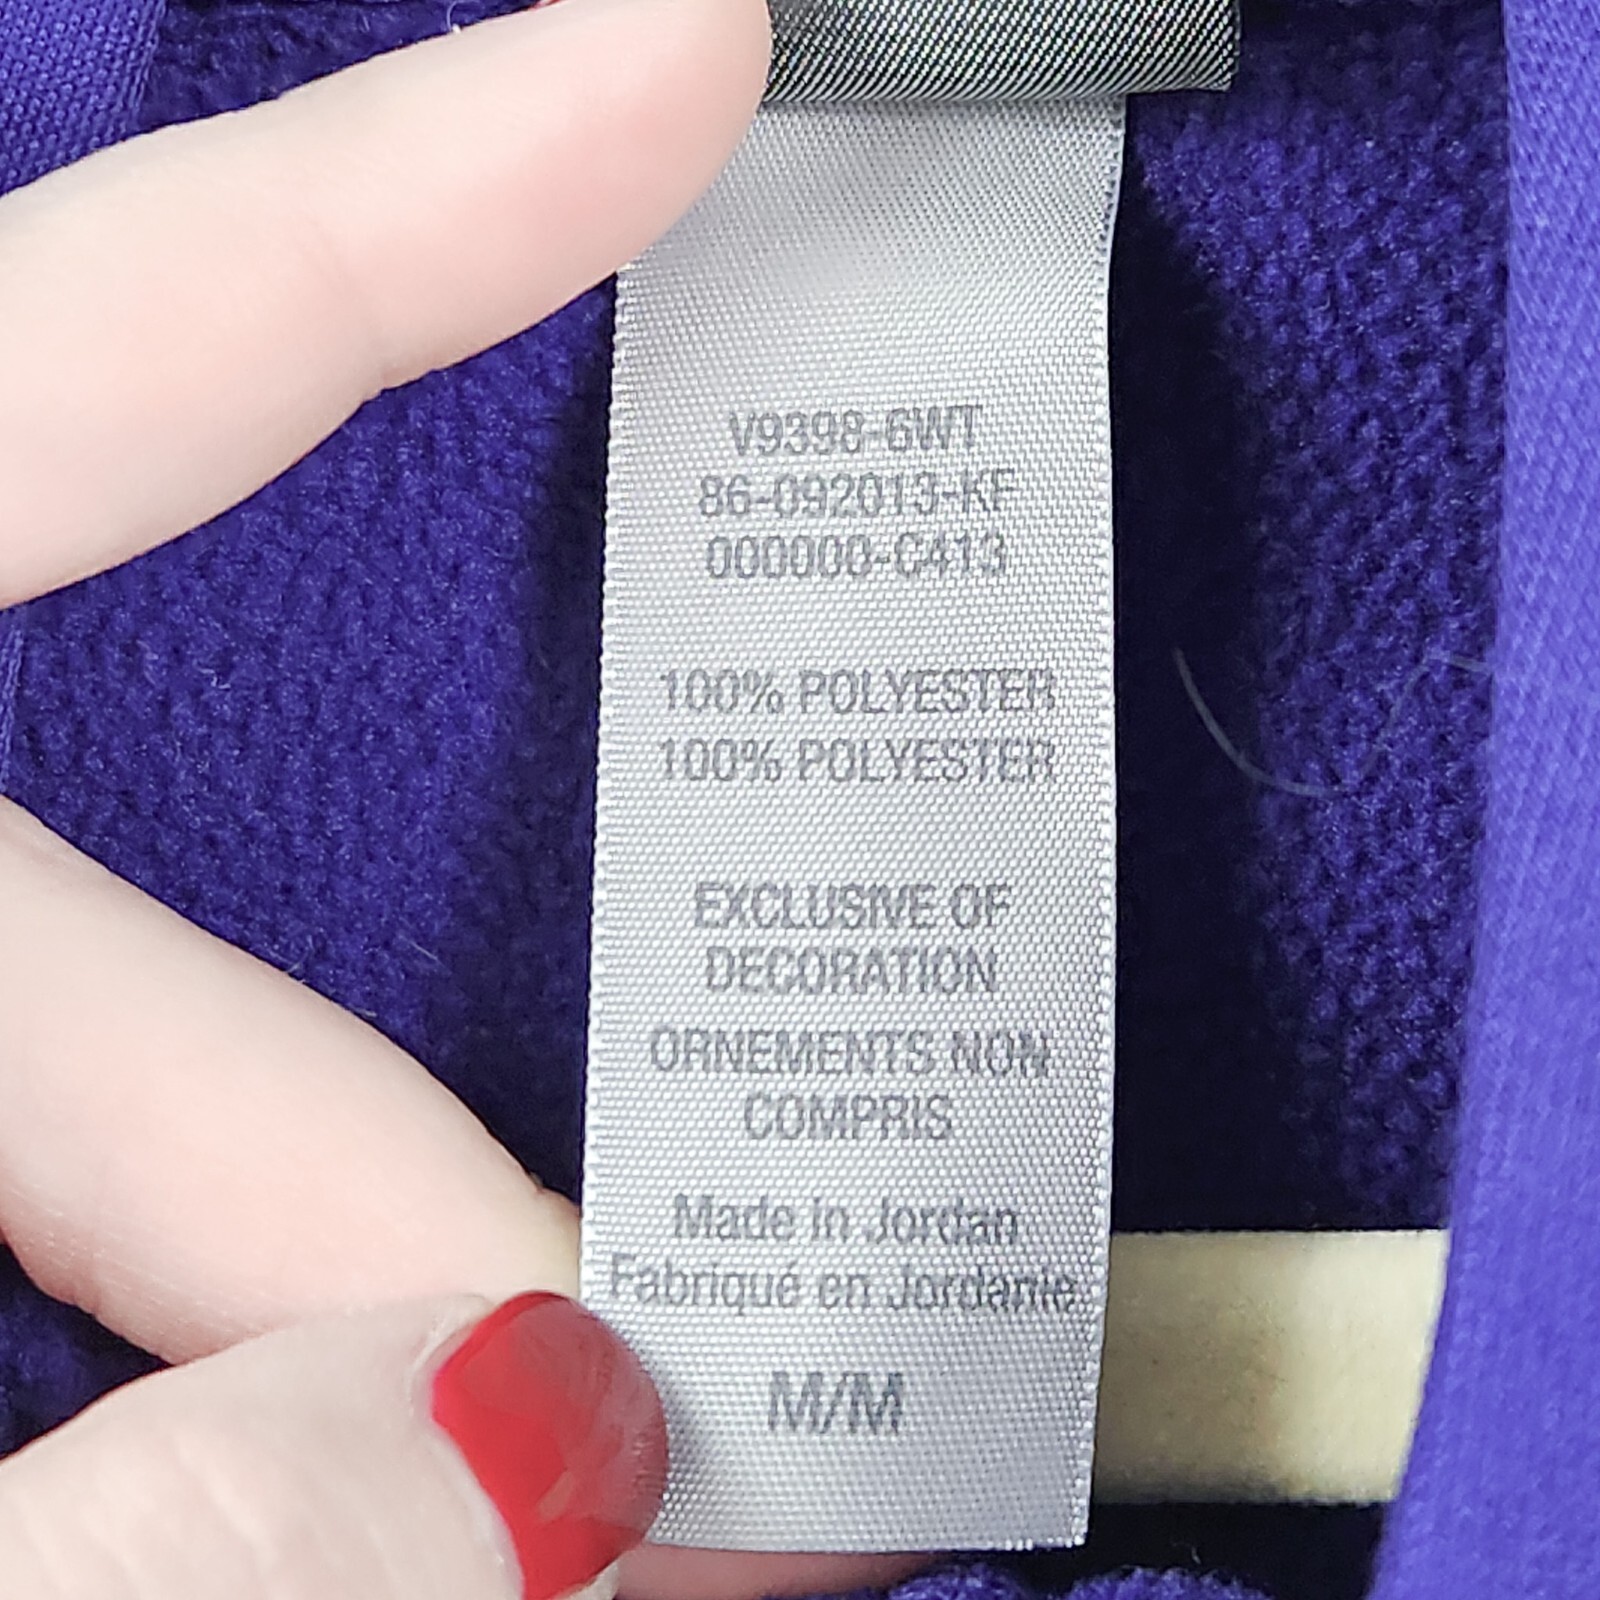 V9398-6WT
86-092013-KF
000000-C413
100% POLYESTER
100% POLYESTER
EXCLUSIVE OF
DECORATION
ORNEMENTS NON
COMPRIS
Made in Jordan
Fabriqué en Jordanie
M/M